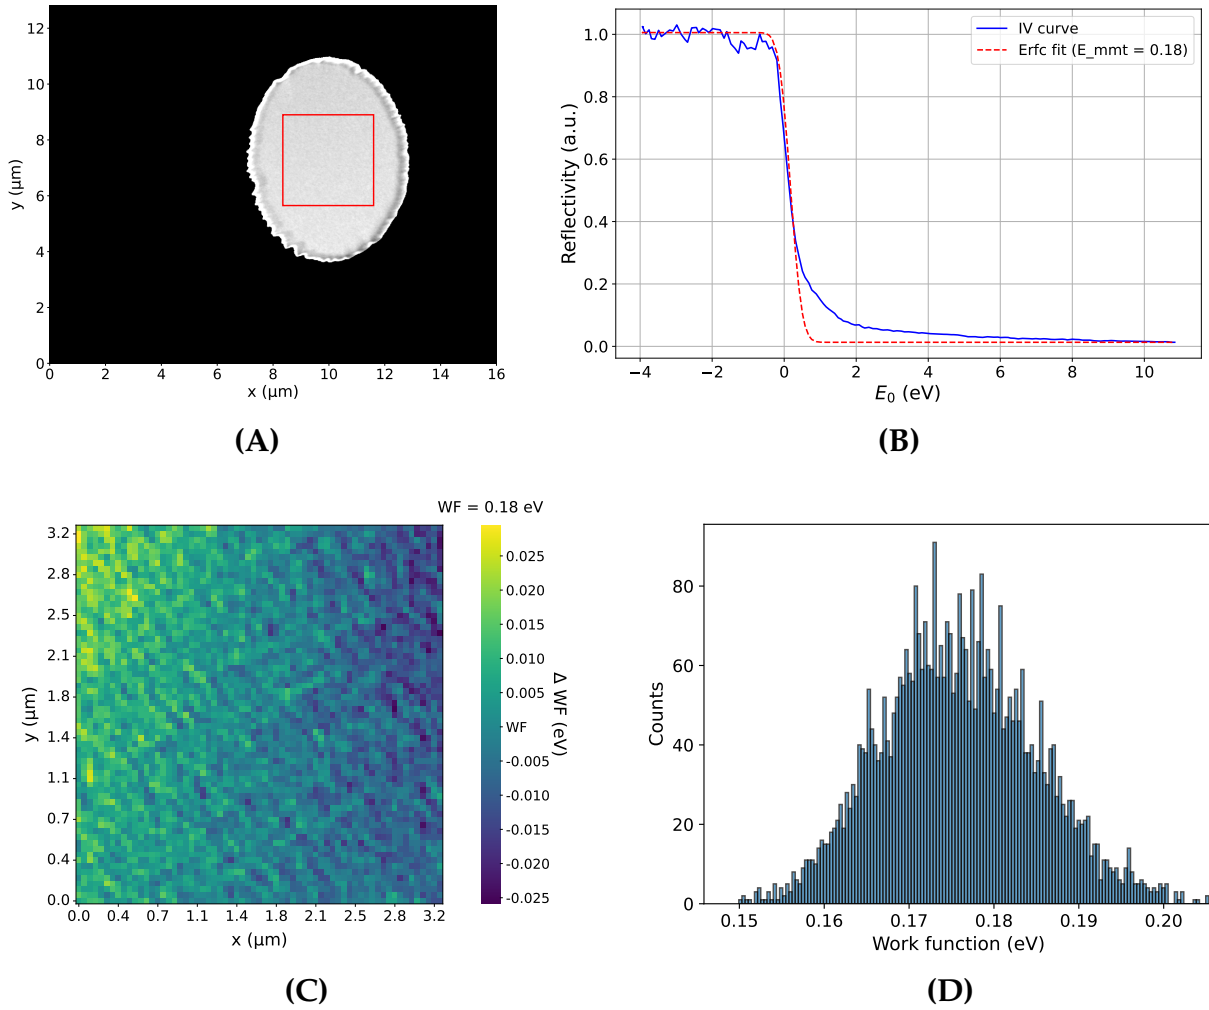 12
10
8
6
4
2
0
y (μm)
0 2 4 6 8 10 12 14 16
x (μm)
(A)
1.0
0.8
0.6
0.4
0.2
0.0
Reflectivity (a.u.)
IV curve
Erfc fit (E_mmt = 0.18)
−4 −2 0 2 4 6 8 10
E₀ (eV)
(B)
WF = 0.18 eV
3.2
2.8
2.5
2.1
1.8
1.4
1.1
0.7
0.4
0.0
y (μm)
0.0 0.4 0.7 1.1 1.4 1.8 2.1 2.5 2.8 3.2
x (μm)
0.025
0.020
0.015
0.010
0.005
WF
-0.005
-0.010
-0.015
-0.020
-0.025
Δ WF (eV)
(C)
80
60
40
20
0
Counts
0.15 0.16 0.17 0.18 0.19 0.20
Work function (eV)
(D)